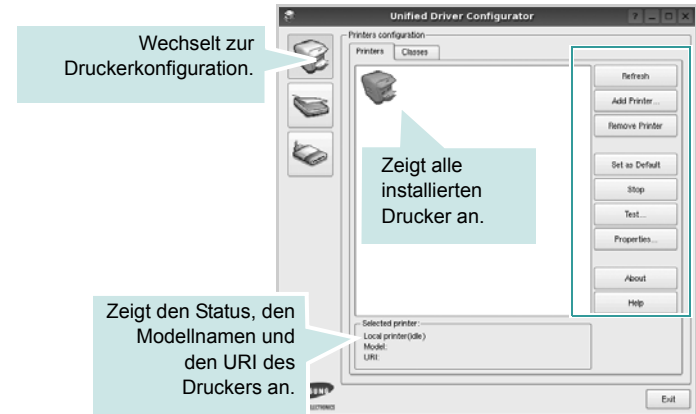 Unified Driver Configurator
Wechselt zur
Druckerkonfiguration.
Printers configuration
Printers Classes
Refresh
Add Printer...
Remove Printer
Set as Default
Stop
Test...
Properties...
About
Help
Zeigt alle
installierten
Drucker an.
Zeigt den Status, den
Modellnamen und
den URI des
Druckers an.
Selected printer:
Local printer(idle)
Model:
URI:
ELECTRONICS
Exit